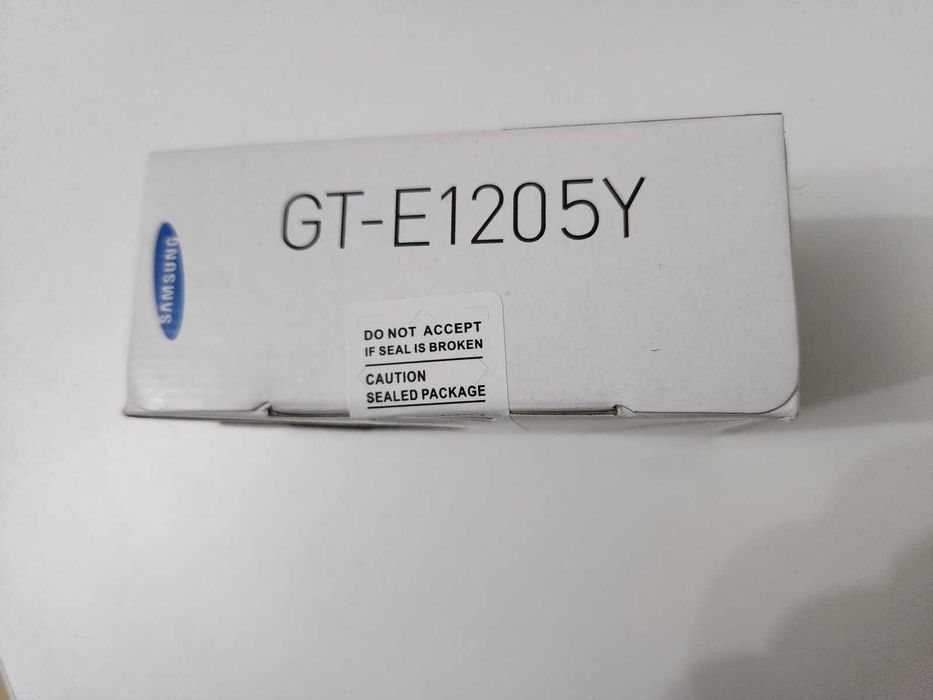 GT-E1205Y
SAMSUNG
DO NOT ACCEPT
IF SEAL IS BROKEN
CAUTION
SEALED PACKAGE